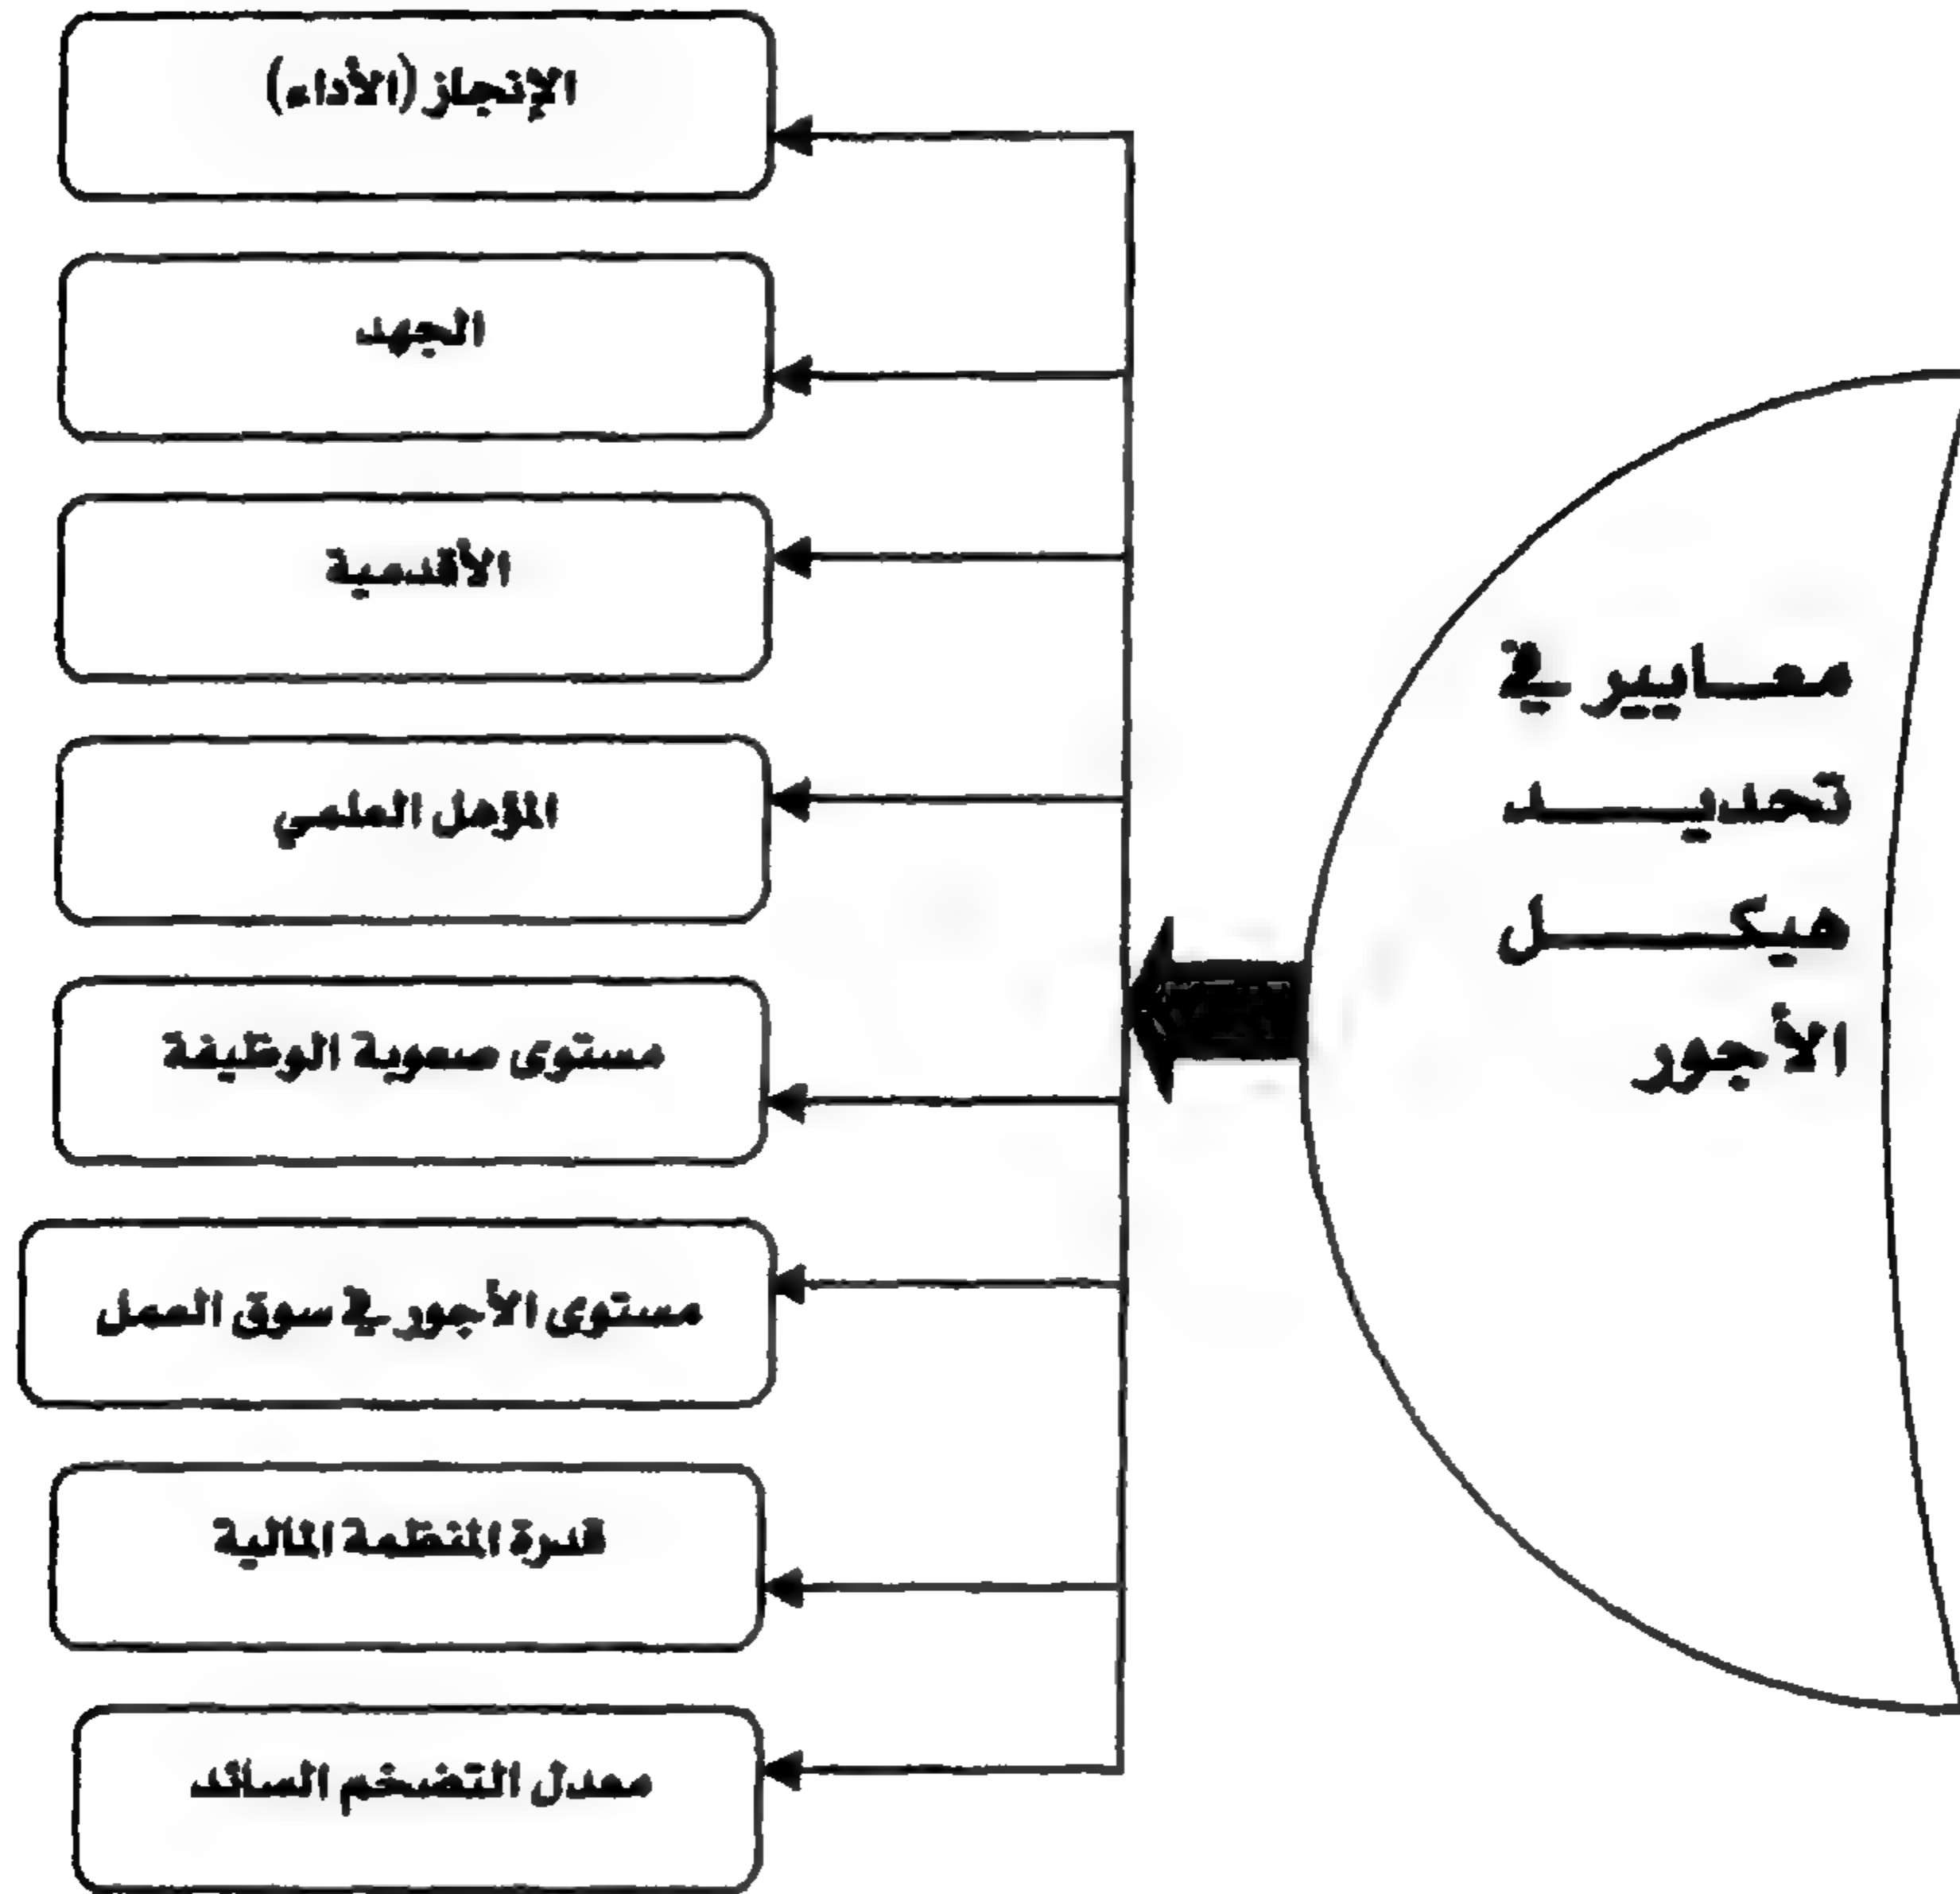 معايير في
تحديد
هيكل
الأجور
الإنجاز (الأداء)
الجهد
الأقدمية
المؤهل العلمي
مستوى صعوبة الوظيفة
مستوى الأجور في سوق العمل
قدرة المنظمة المالية
معدل التضخم السائد